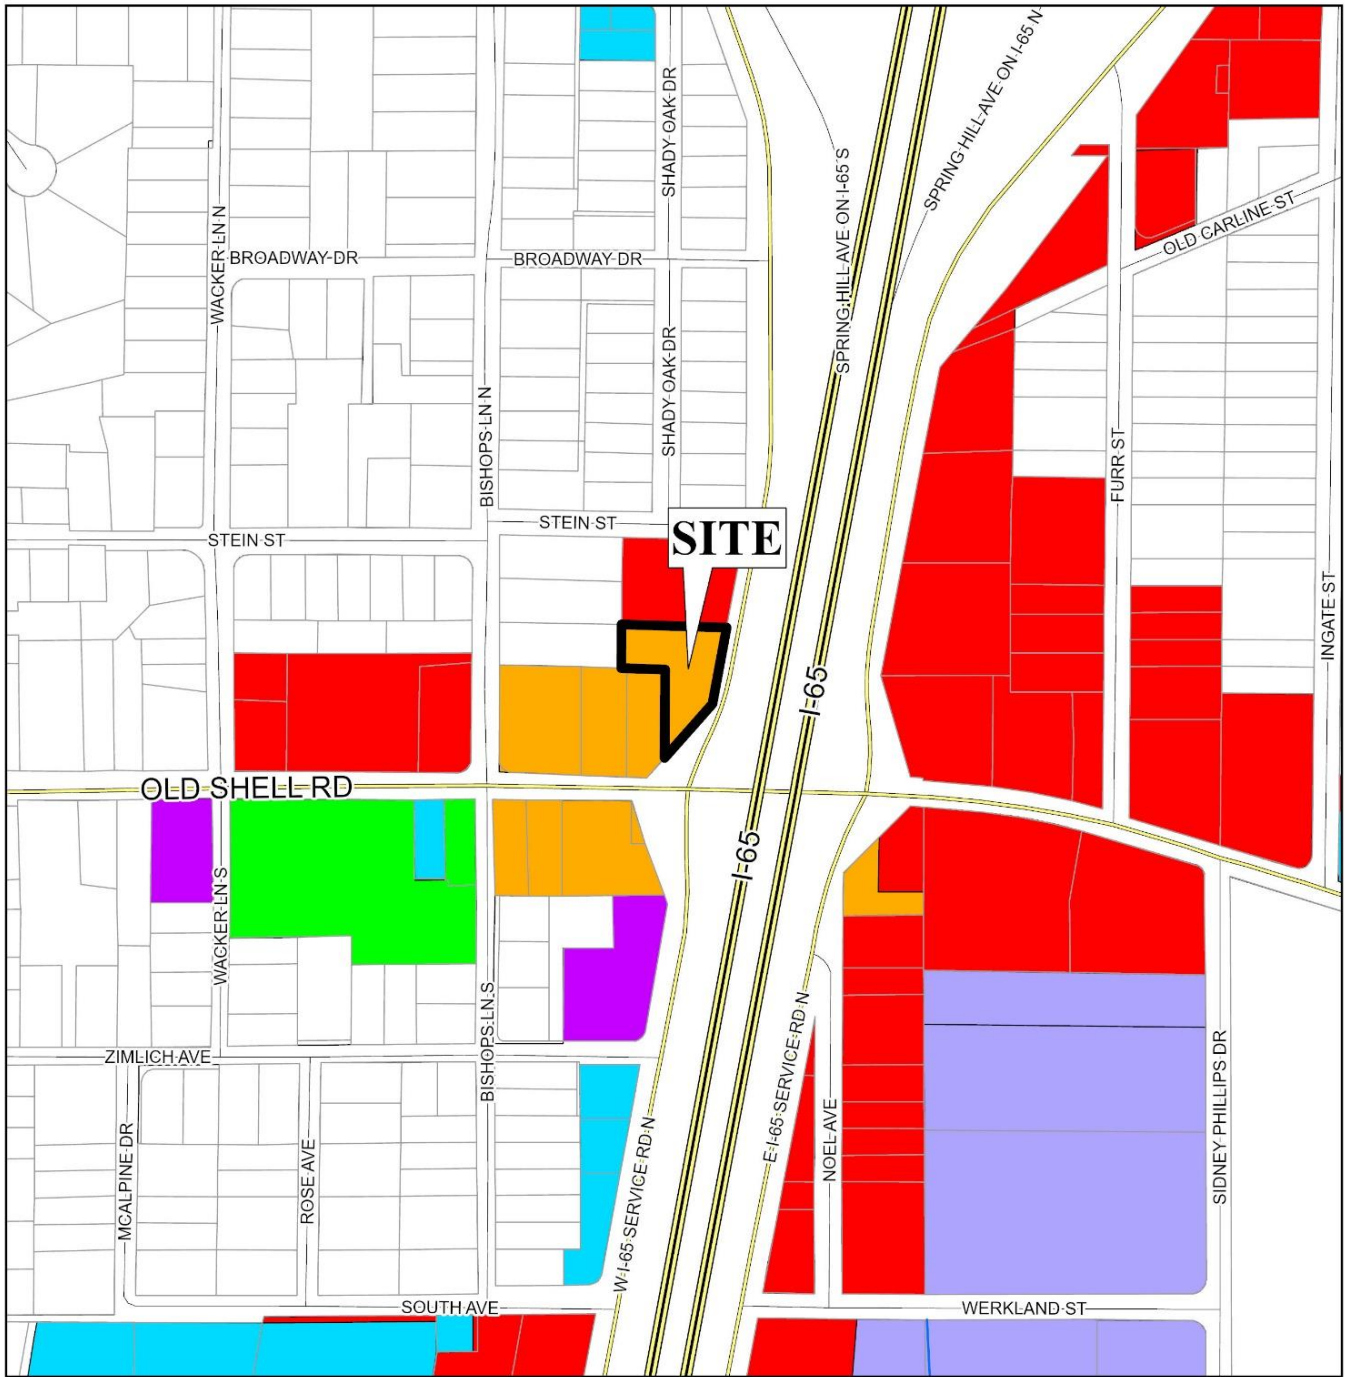 SHADY OAK DR
SPRING HILL AVE ON I-65 N
SPRING HILL AVE ON I-65 S
WACKER LN N
BROADWAY DR
BROADWAY DR
OLD CARLINE ST
SHADY OAK DR
BISHOPS LN N
FURR ST
STEIN ST
STEIN ST
SITE
INGATE ST
I-65
OLD SHELL RD
I-65
WACKER LN S
BISHOPS LN S
ZIMLICH AVE
MCALPINE DR
ROSE AVE
W I-65 SERVICE RD N
E I-65 SERVICE RD N
NOEL AVE
SIDNEY PHILLIPS DR
SOUTH AVE
WERKLAND ST